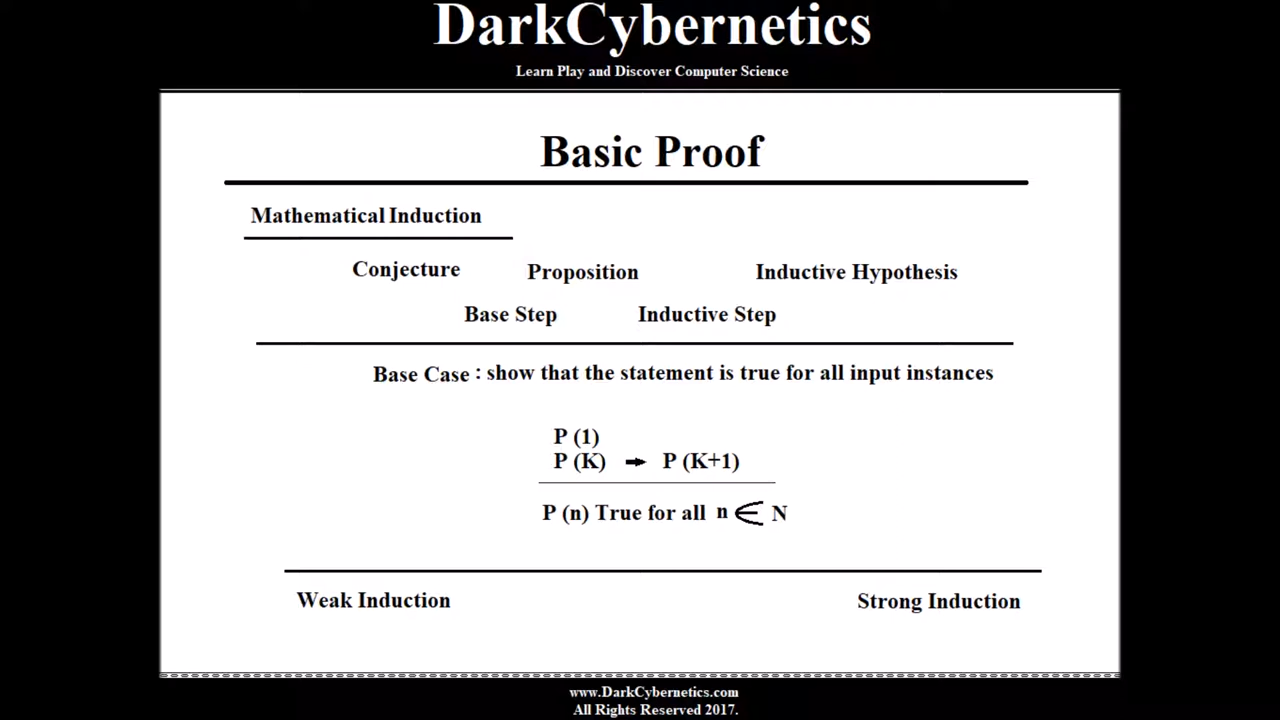 DarkCybernetics
Learn Play and Discover Computer Science
Basic Proof
Mathematical Induction
Conjecture Proposition Inductive Hypothesis
Base Step Inductive Step
Base Case : show that the statement is true for all input instances
P (1)
P (K) → P (K+1)
P (n) True for all n ∈ N
Weak Induction Strong Induction
www.DarkCybernetics.com
All Rights Reserved 2017.